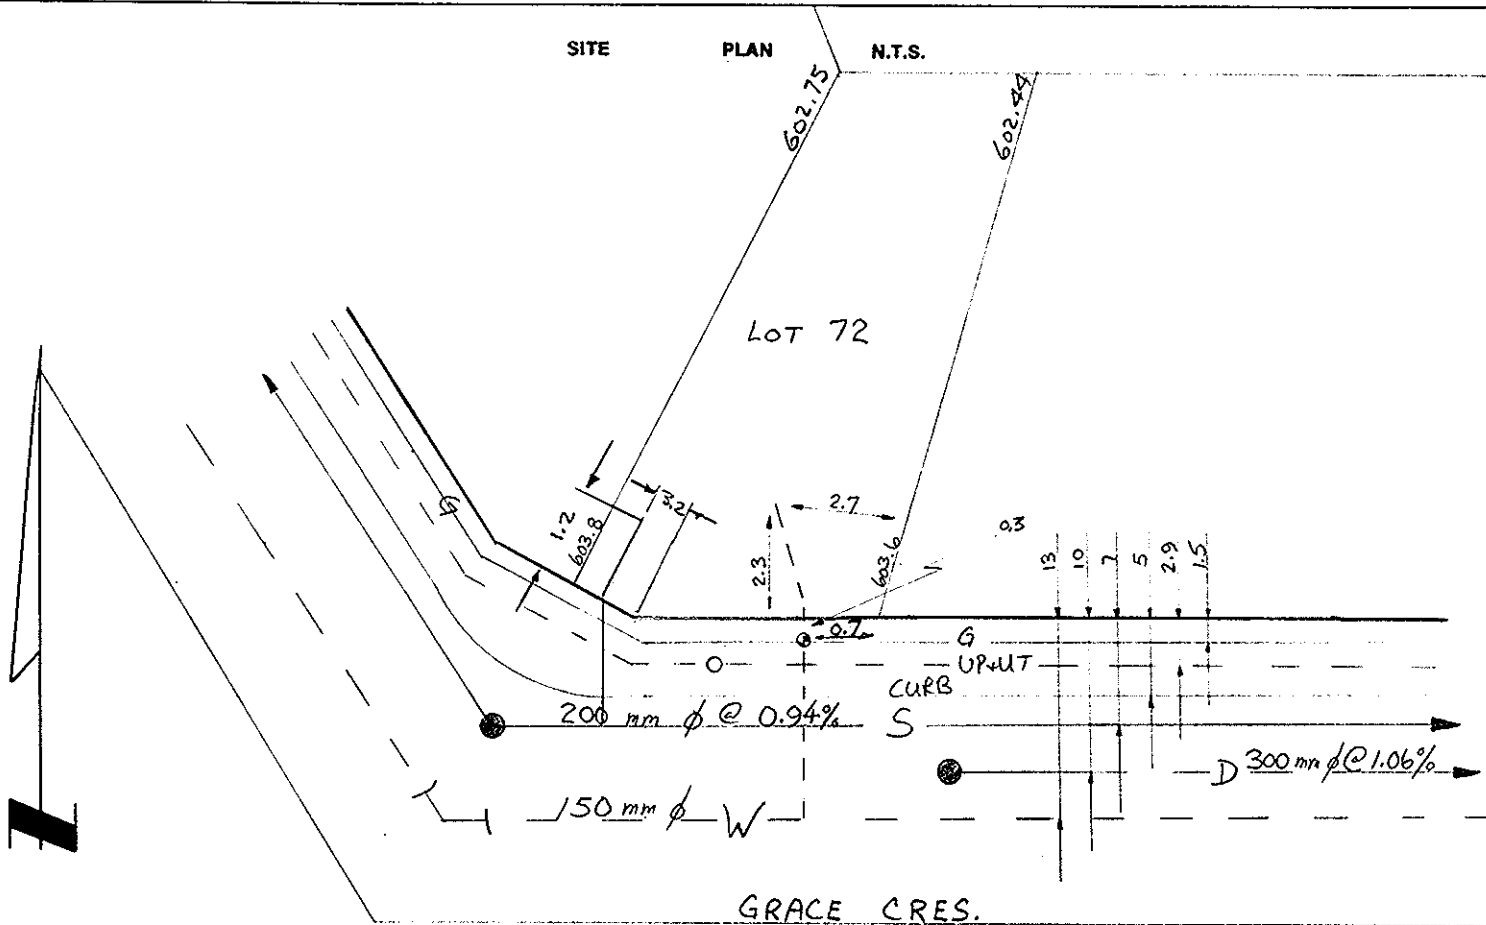 SITE PLAN N.T.S.
602.75
602.44
LOT 72
1.2
603.8
3.2
2.7
2.3
603.6
0.3
13
10
7
5
2.9
1.5
G
0.7
G
UP+UT
CURB
200 mm ϕ @ 0.94% S
D 300 mm ϕ @ 1.06%
150 mm ϕ W
GRACE CRES.